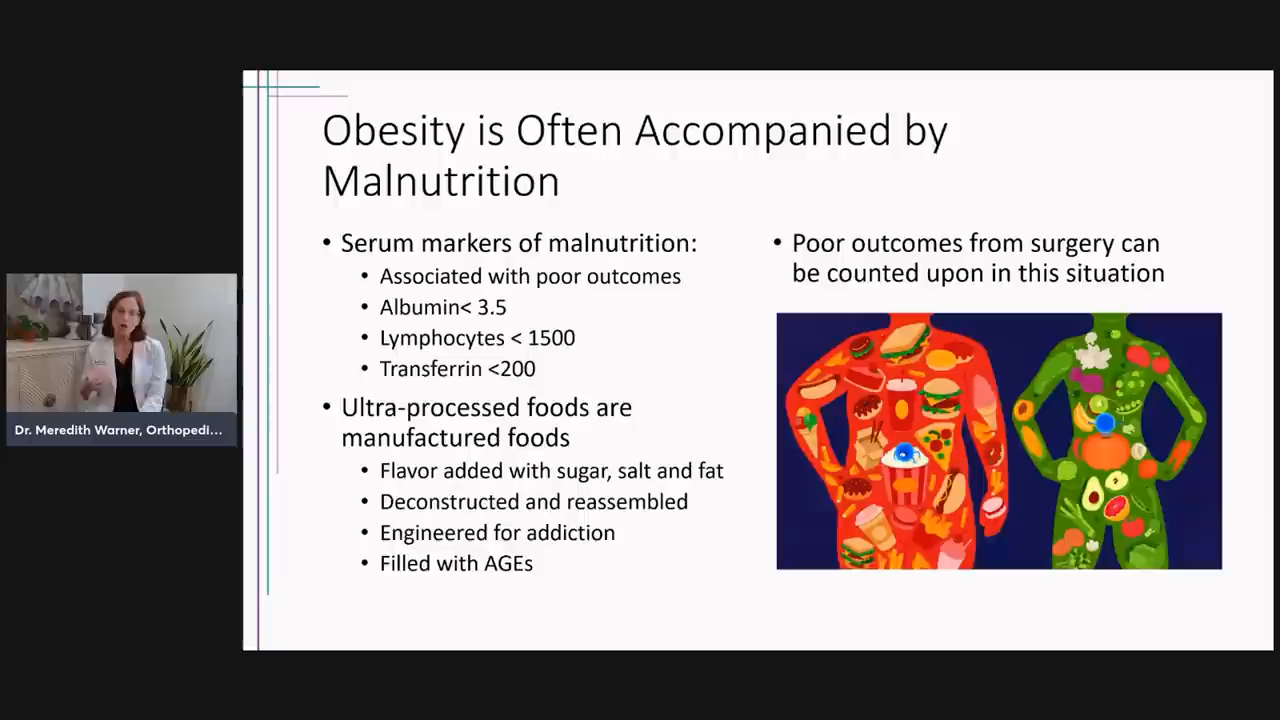 Obesity is Often Accompanied by
Malnutrition
• Serum markers of malnutrition:
• Associated with poor outcomes
• Albumin< 3.5
• Lymphocytes < 1500
• Transferrin <200
• Ultra-processed foods are
manufactured foods
• Flavor added with sugar, salt and fat
• Deconstructed and reassembled
• Engineered for addiction
• Filled with AGEs
• Poor outcomes from surgery can
be counted upon in this situation
Dr. Meredith Warner, Orthopedi...